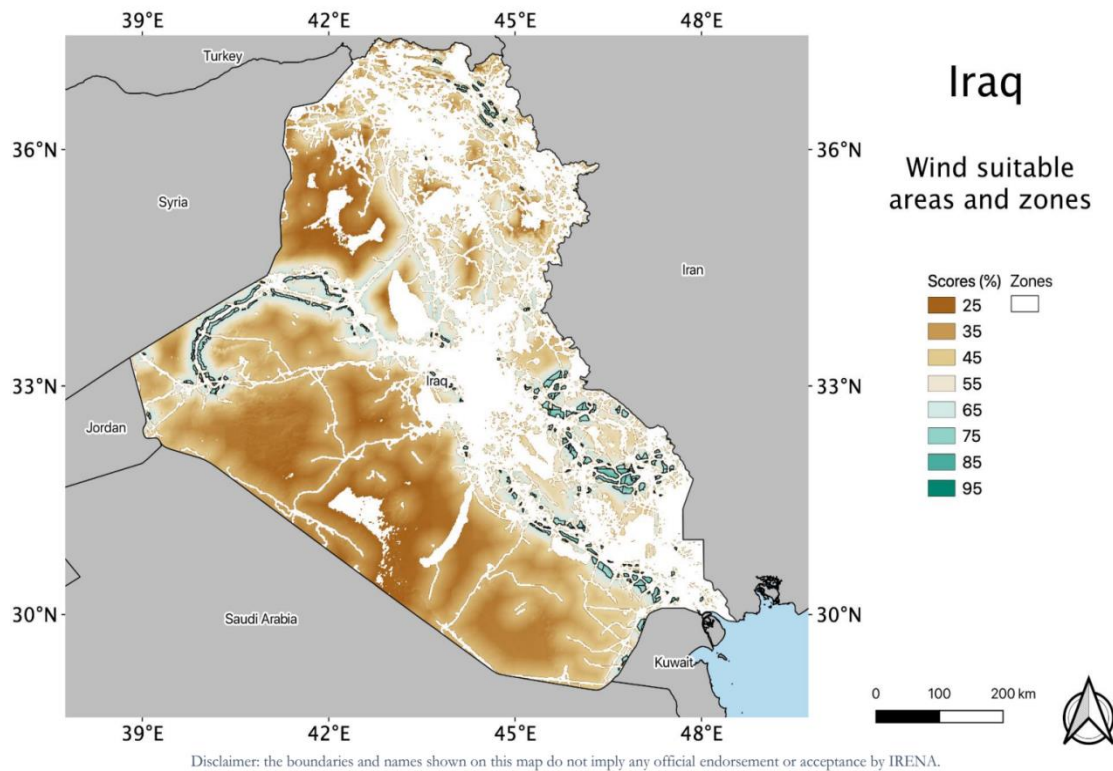 39°E 42°E 45°E 48°E
Turkey
36°N 36°N
Syria
Iran
33°N 33°N
Iraq
Jordan
30°N 30°N
Saudi Arabia
Kuwait
39°E 42°E 45°E 48°E
Iraq
Wind suitable
areas and zones
Scores (%) Zones
25
35
45
55
65
75
85
95
0 100 200 km
Disclaimer: the boundaries and names shown on this map do not imply any official endorsement or acceptance by IRENA.